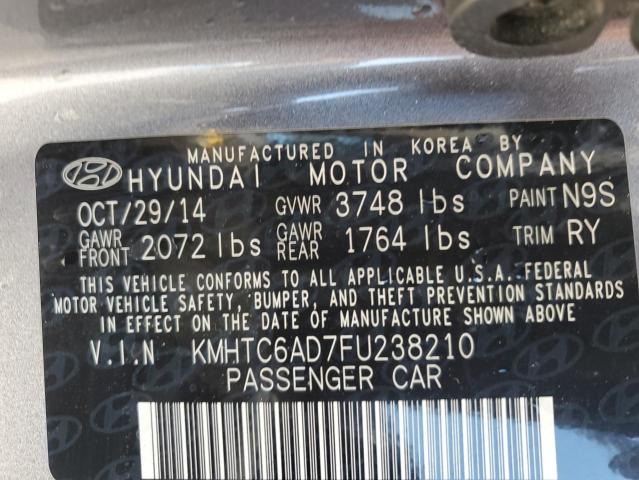 MANUFACTURED IN KOREA BY
HYUNDAI MOTOR COMPANY
OCT/29/14 GVWR 3748 lbs PAINT N9S
GAWR FRONT 2072 lbs GAWR REAR 1764 lbs TRIM RY
THIS VEHICLE CONFORMS TO ALL APPLICABLE U.S.A. FEDERAL
MOTOR VEHICLE SAFETY, BUMPER, AND THEFT PREVENTION STANDARDS
IN EFFECT ON THE DATE OF MANUFACTURE SHOWN ABOVE
V.I.N KMHTC6AD7FU238210
PASSENGER CAR